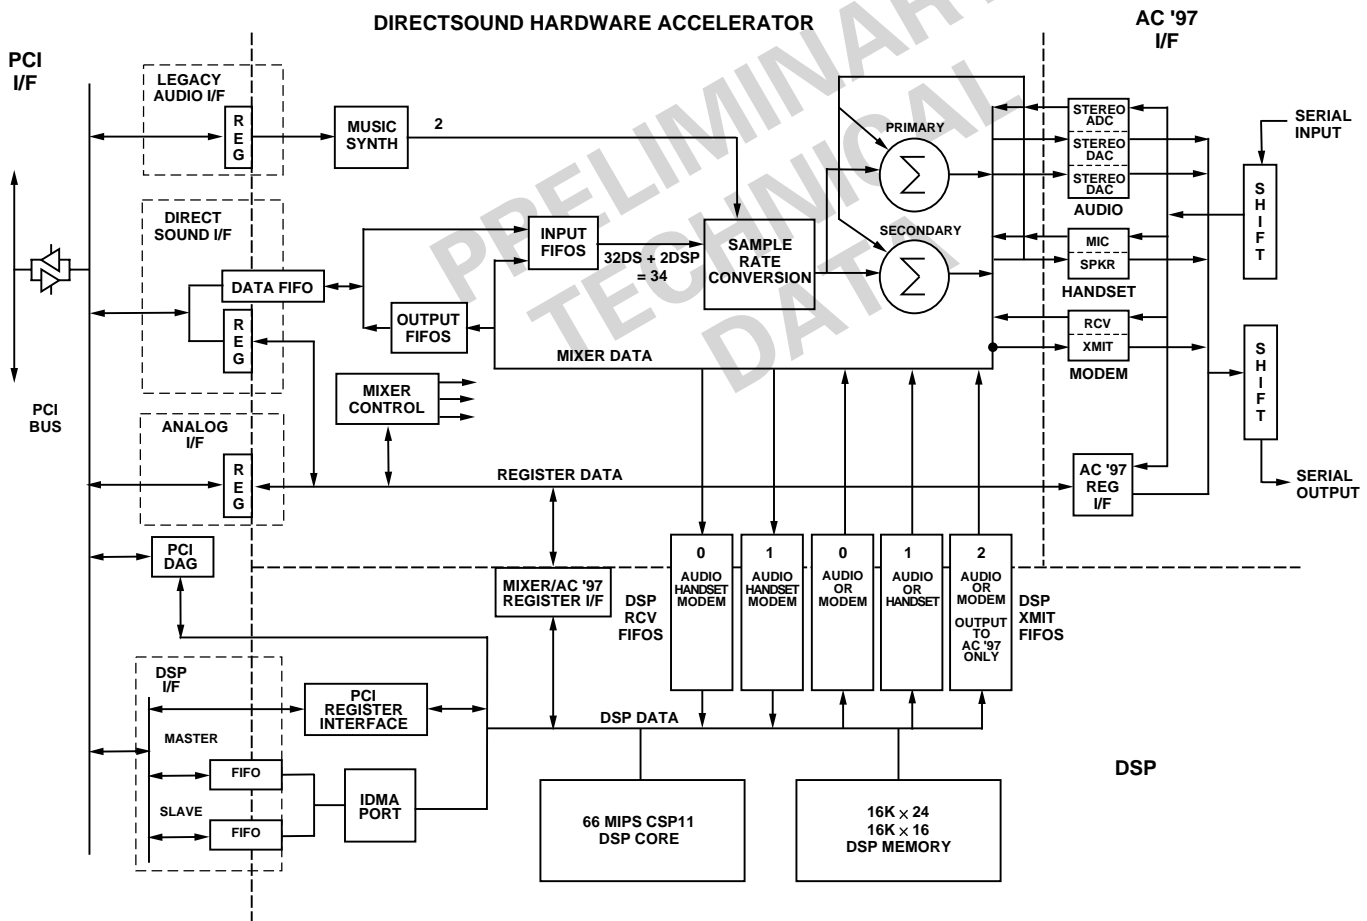 DIRECTSOUND HARDWARE ACCELERATOR
AC '97
I/F
PCI
I/F
LEGACY
AUDIO I/F
REG
MUSIC
SYNTH
2
PRIMARY
Σ
STEREO
ADC
STEREO
DAC
STEREO
DAC
AUDIO
SERIAL
INPUT
SHIFT
DIRECT
SOUND I/F
DATA FIFO
REG
INPUT
FIFOS
32DS + 2DSP
= 34
SAMPLE
RATE
CONVERSION
SECONDARY
Σ
MIC
SPKR
HANDSET
OUTPUT
FIFOS
MIXER DATA
RCV
XMIT
MODEM
SHIFT
SERIAL
OUTPUT
PCI
BUS
MIXER
CONTROL
ANALOG
I/F
REG
REGISTER DATA
AC '97
REG
I/F
PCI
DAG
MIXER/AC '97
REGISTER I/F
DSP
RCV
FIFOS
0
AUDIO
HANDSET
MODEM
1
AUDIO
HANDSET
MODEM
0
AUDIO
OR
MODEM
1
AUDIO
OR
HANDSET
2
AUDIO
OR
MODEM
OUTPUT
TO
AC '97
ONLY
DSP
XMIT
FIFOS
DSP
I/F
PCI
REGISTER
INTERFACE
DSP DATA
MASTER
FIFO
SLAVE
FIFO
IDMA
PORT
66 MIPS CSP11
DSP CORE
16K × 24
16K × 16
DSP MEMORY
DSP
PRELIMINARY
TECHNICAL
DATA